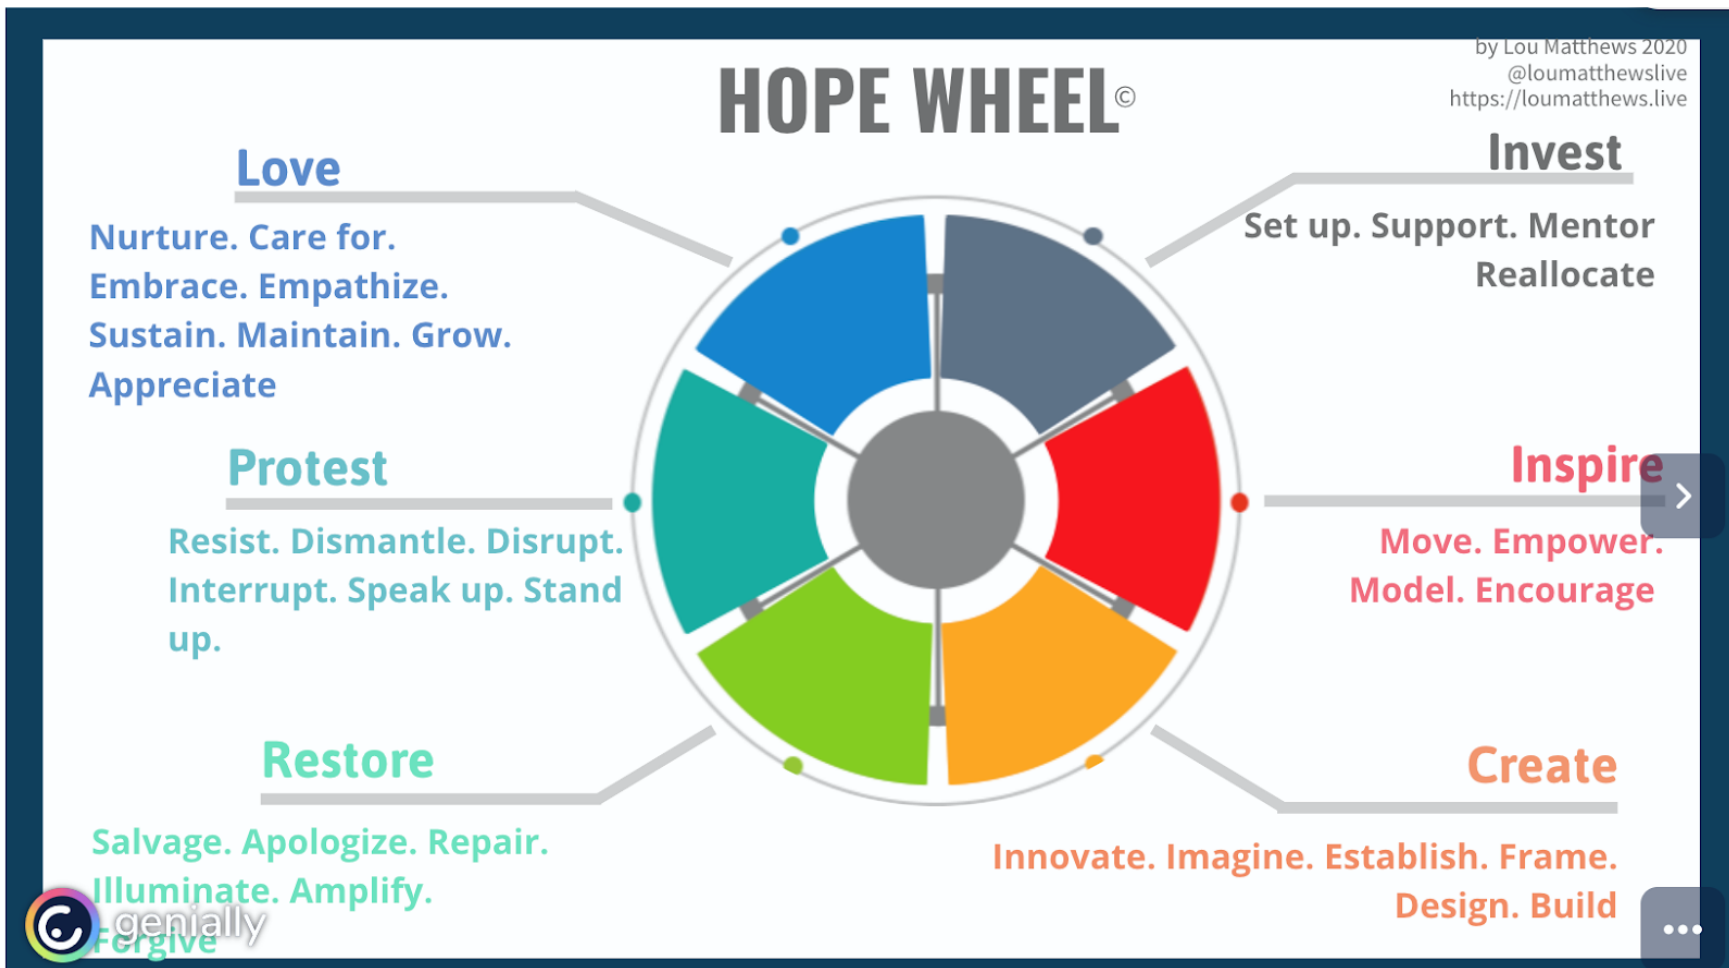 by Lou Matthews 2020
@loumatthewslive
https://loumatthews.live
HOPE WHEEL©
Love
Nurture. Care for.
Embrace. Empathize.
Sustain. Maintain. Grow.
Appreciate
Invest
Set up. Support. Mentor
Reallocate
Protest
Resist. Dismantle. Disrupt.
Interrupt. Speak up. Stand
up.
Inspire
Move. Empower.
Model. Encourage
Restore
Salvage. Apologize. Repair.
Illuminate. Amplify.
Forgive
genially
Create
Innovate. Imagine. Establish. Frame.
Design. Build